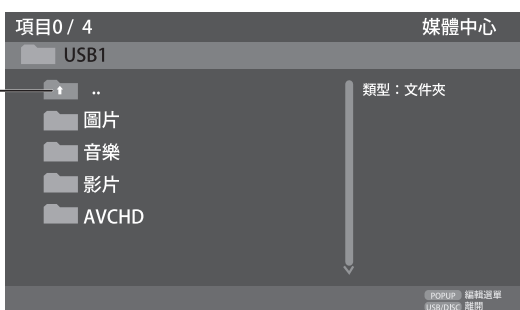 項目0 / 4 媒體中心
USB1
..
類型：文件夾
圖片
音樂
影片
AVCHD
POPUP 編輯選單
USB/DISC 離開